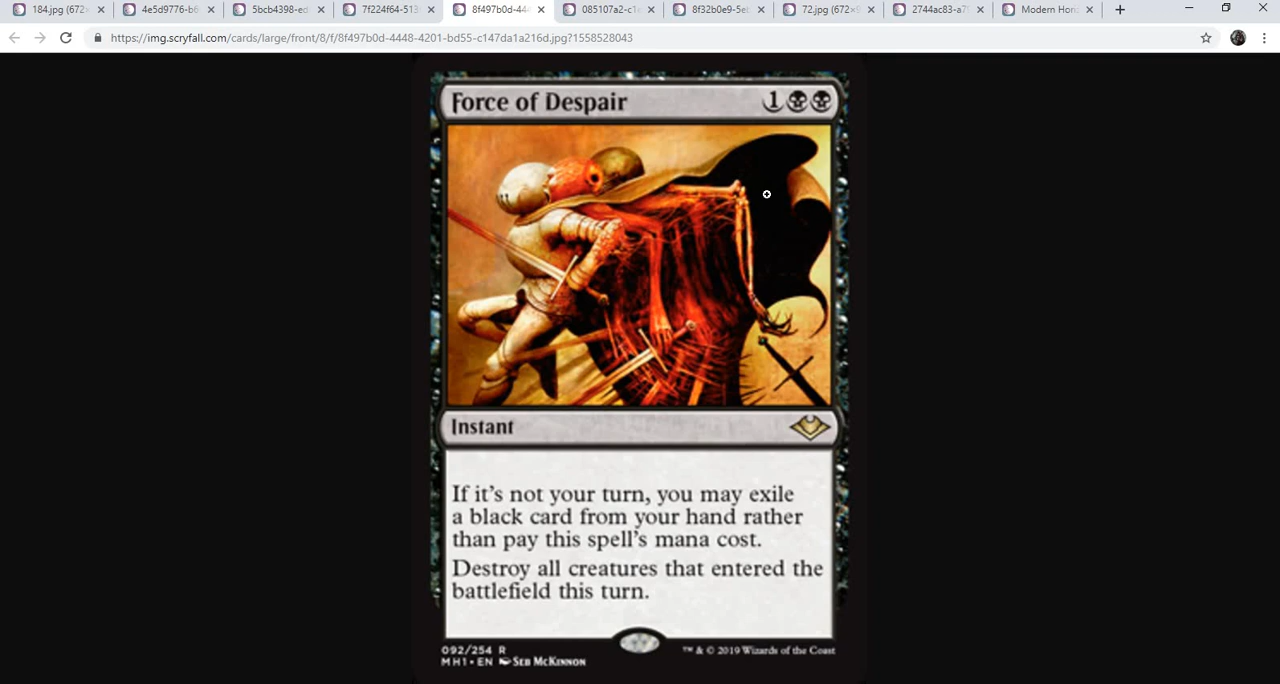 184.jpg (672×
4e5d9776-b6
5bcb4398-ed
7f224f64-513
8f497b0d-44
085107a2-c1e
8f32b0e9-5eb
72.jpg (672×9
2744ac83-a7
Modern Hori
https://img.scryfall.com/cards/large/front/8/f/8f497b0d-4448-4201-bd55-c147da1a216d.jpg?1558528043
Force of Despair 1
Instant
If it's not your turn, you may exile
a black card from your hand rather
than pay this spell's mana cost.
Destroy all creatures that entered the
battlefield this turn.
092/254 R
™ & © 2019 Wizards of the Coast
MH1 • EN Seb McKinnon